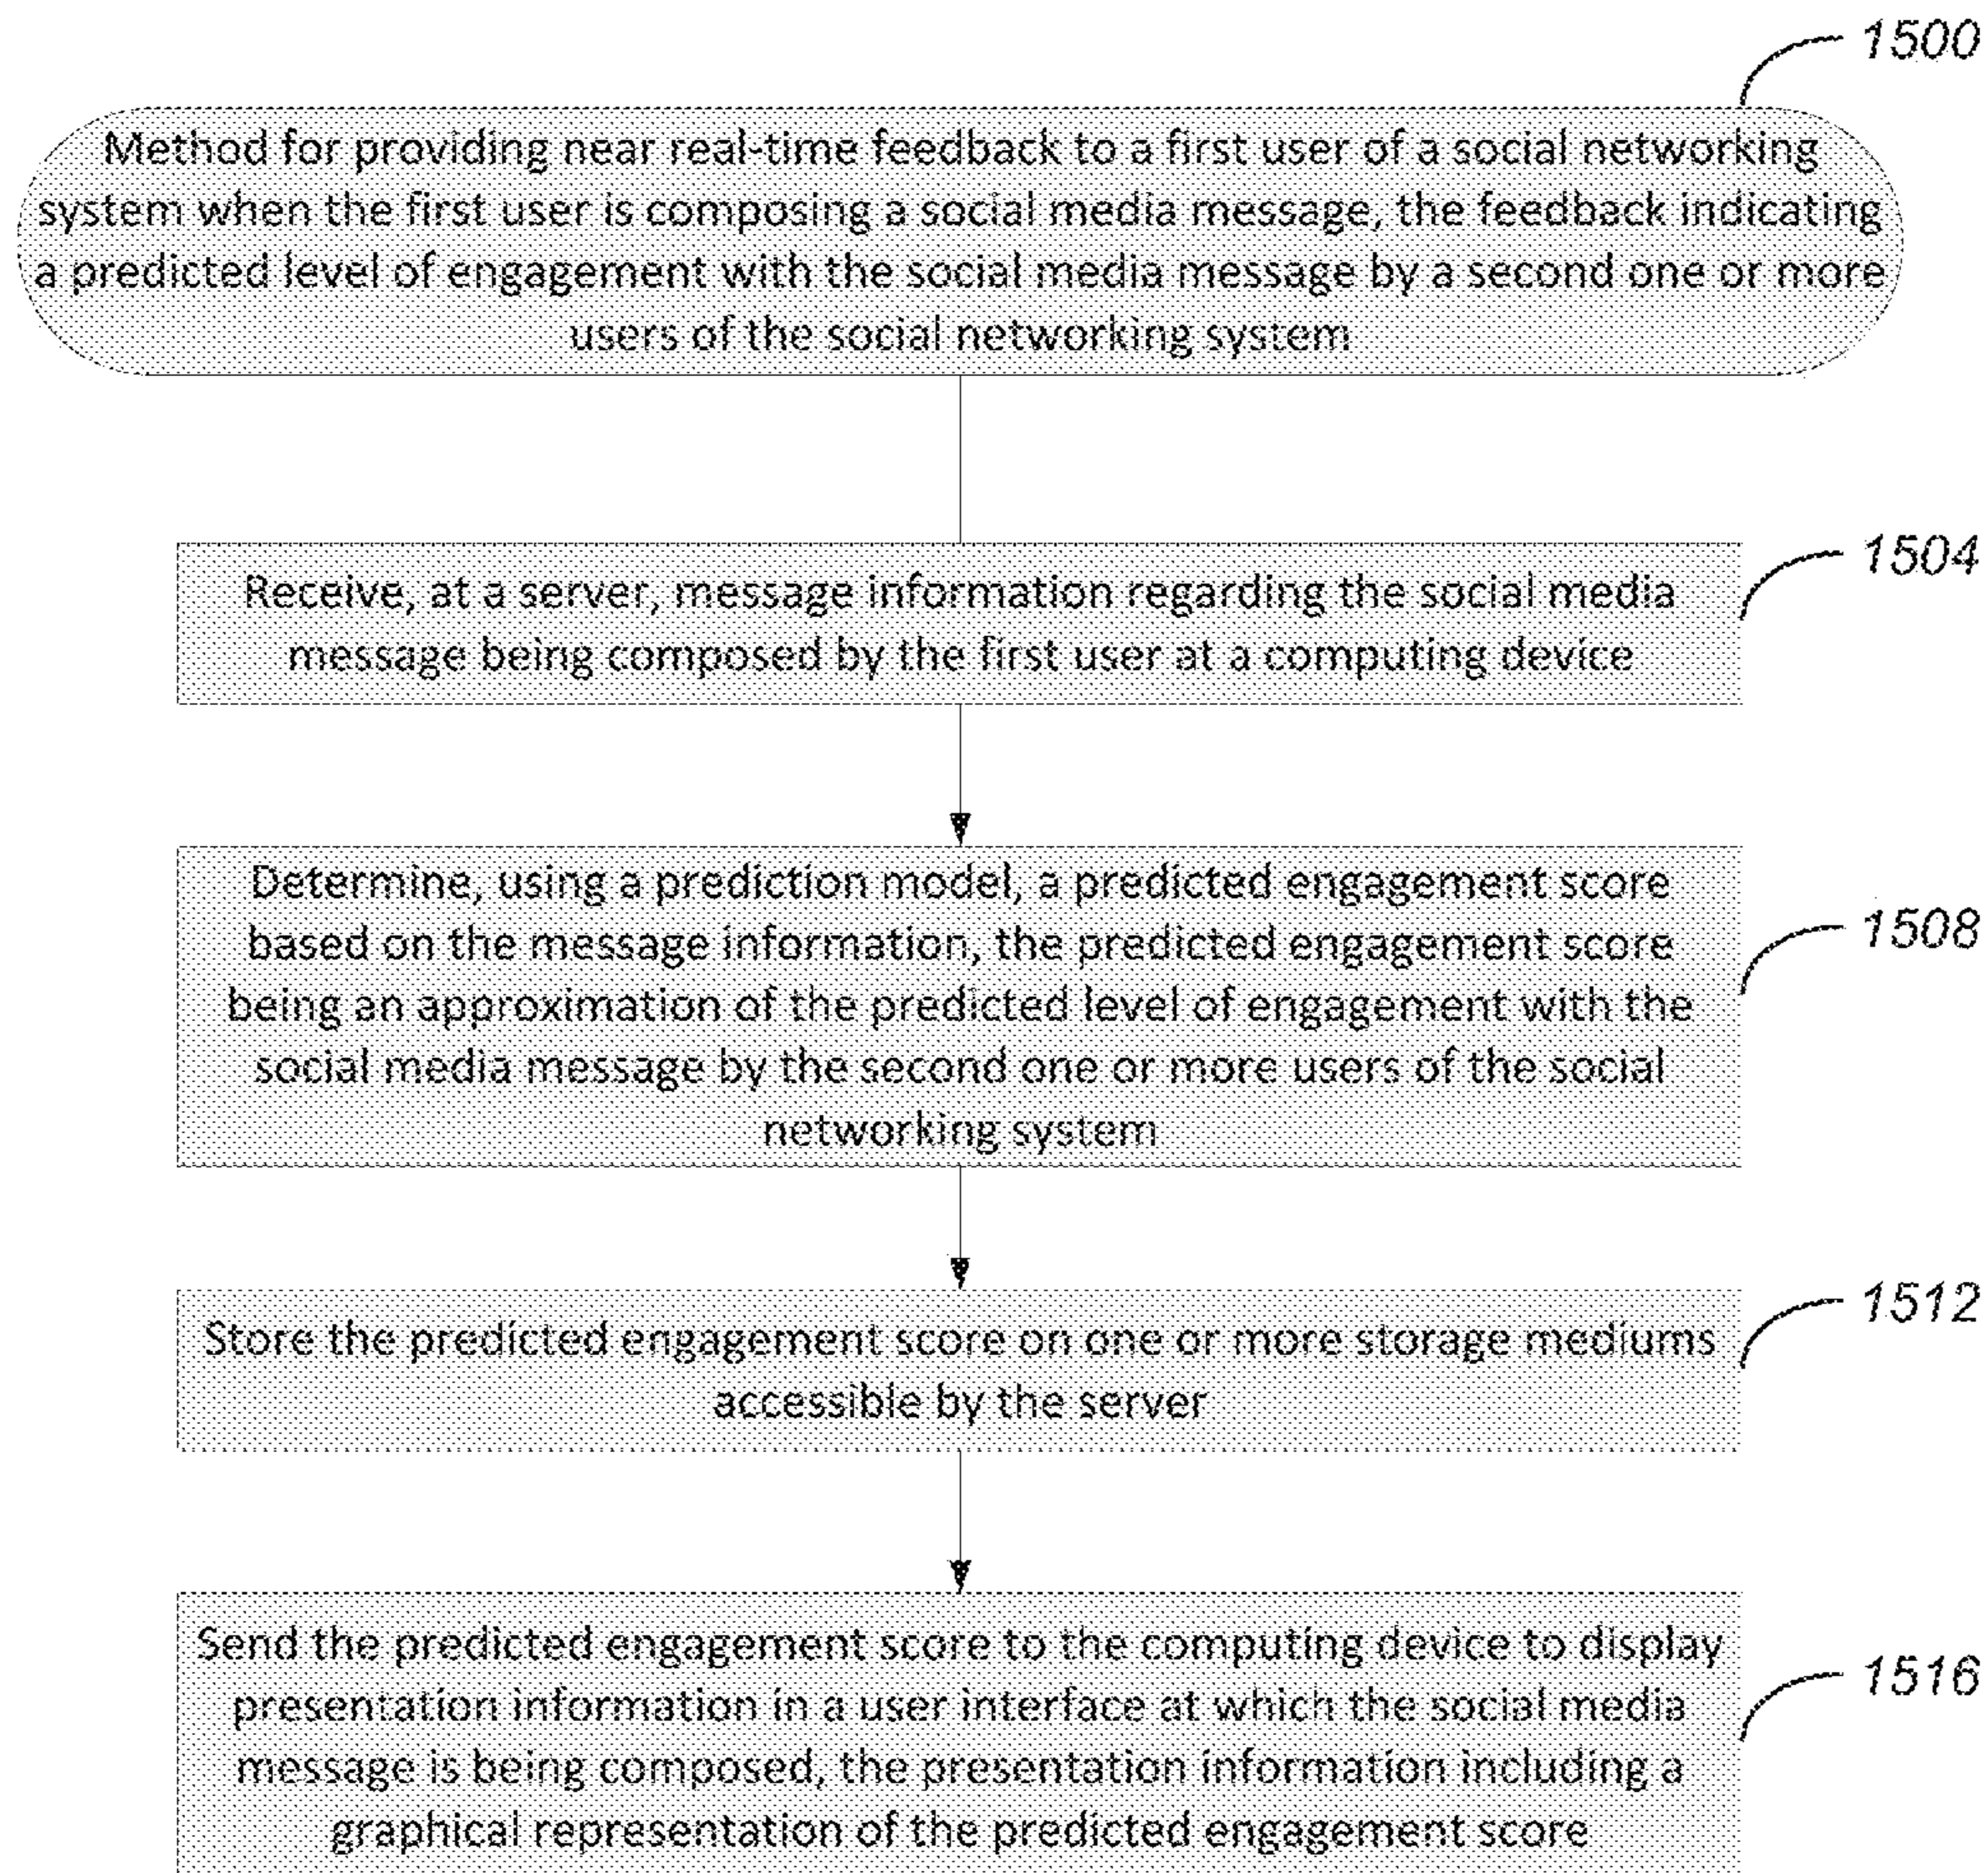 1500
Method for providing near real-time feedback to a first user of a social networking
system when the first user is composing a social media message, the feedback indicating
a predicted level of engagement with the social media message by a second one or more
users of the social networking system
1504
Receive, at a server, message information regarding the social media
message being composed by the first user at a computing device
Determine, using a prediction model, a predicted engagement score
based on the message information, the predicted engagement score
1508
being an approximation of the predicted level of engagement with the
social media message by the second one or more users of the social
networking system
1512
Store the predicted engagement score on one or more storage mediums
accessible by the server
Send the predicted engagement score to the computing device to display
1516
presentation information in a user interface at which the social media
message is being composed, the presentation information including a
graphical representation of the predicted engagement score